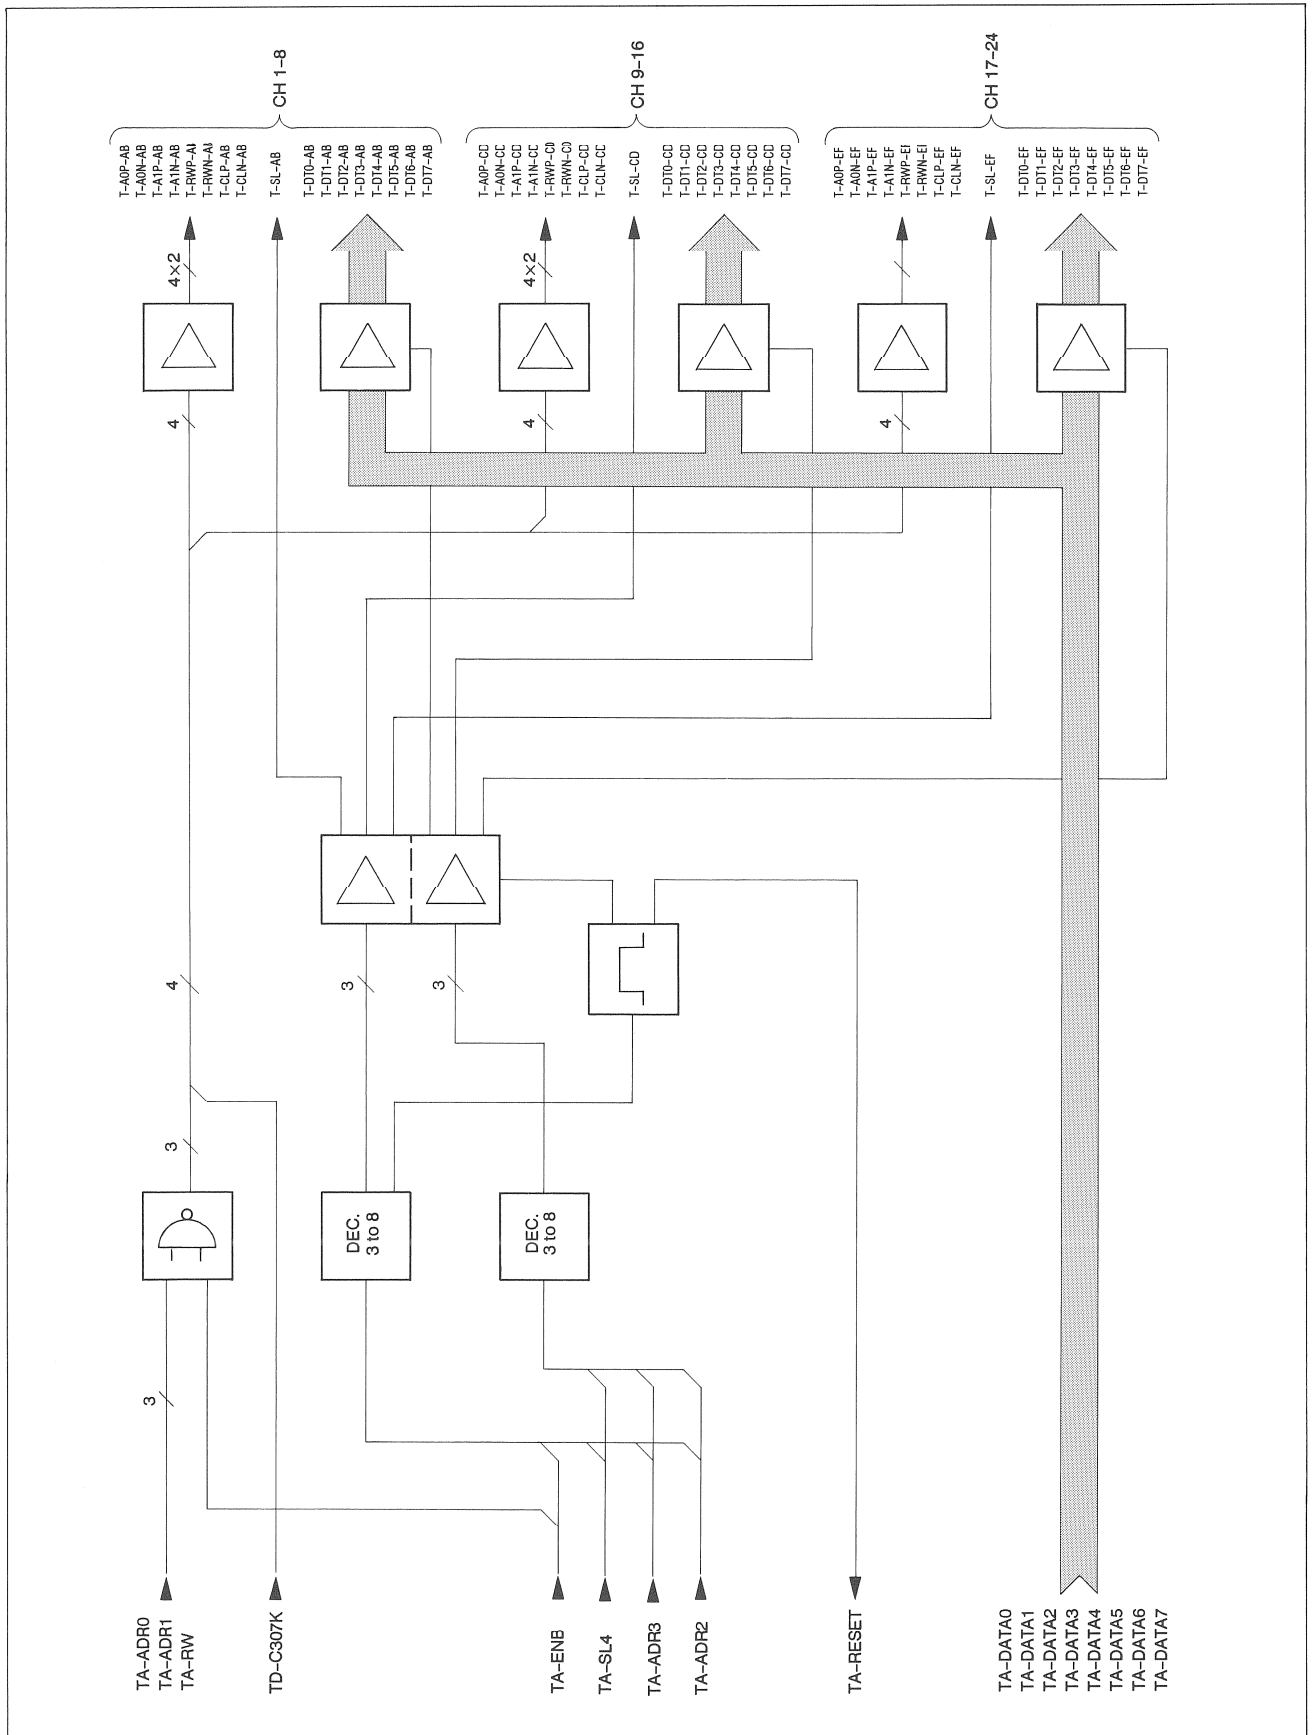 CH 1-8
T-A0P-AB
T-A0N-AB
T-A1P-AB
T-A1N-AB
T-RWP-AB
T-RWN-AB
T-CLP-AB
T-CLN-AB
T-SL-AB
T-DT0-AB
T-DT1-AB
T-DT2-AB
T-DT3-AB
T-DT4-AB
T-DT5-AB
T-DT6-AB
T-DT7-AB
CH 9-16
T-A0P-CD
T-A0N-CD
T-A1P-CD
T-A1N-CD
T-RWP-CD
T-RWN-CD
T-CLP-CD
T-CLN-CD
T-SL-CD
T-DT0-CD
T-DT1-CD
T-DT2-CD
T-DT3-CD
T-DT4-CD
T-DT5-CD
T-DT6-CD
T-DT7-CD
CH 17-24
T-A0P-EF
T-A0N-EF
T-A1P-EF
T-A1N-EF
T-RWP-EF
T-RWN-EF
T-CLP-EF
T-CLN-EF
T-SL-EF
T-DT0-EF
T-DT1-EF
T-DT2-EF
T-DT3-EF
T-DT4-EF
T-DT5-EF
T-DT6-EF
T-DT7-EF
4×2
4×2
4
4
4
4
3
3
3
DEC.
3 to 8
DEC.
3 to 8
3
TA-ADR0
TA-ADR1
TA-RW
TD-C307K
TA-ENB
TA-SL4
TA-ADR3
TA-ADR2
TA-RESET
TA-DATA0
TA-DATA1
TA-DATA2
TA-DATA3
TA-DATA4
TA-DATA5
TA-DATA6
TA-DATA7